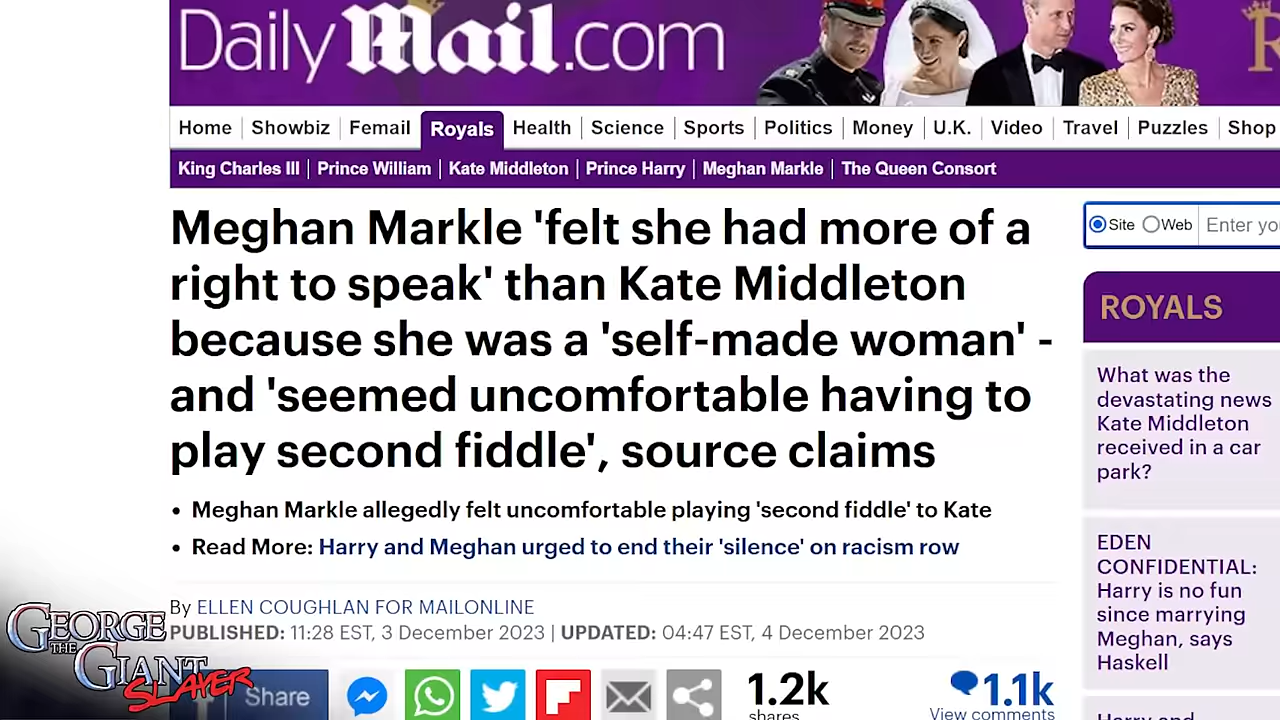 Daily Mail.com
Home Showbiz Femail Royals Health Science Sports Politics Money U.K. Video Travel Puzzles Shop
King Charles III Prince William Kate Middleton Prince Harry Meghan Markle The Queen Consort
Meghan Markle 'felt she had more of a
right to speak' than Kate Middleton
because she was a 'self-made woman' -
and 'seemed uncomfortable having to
play second fiddle', source claims
• Meghan Markle allegedly felt uncomfortable playing 'second fiddle' to Kate
• Read More: Harry and Meghan urged to end their 'silence' on racism row
By ELLEN COUGHLAN FOR MAILONLINE
PUBLISHED: 11:28 EST, 3 December 2023 | UPDATED: 04:47 EST, 4 December 2023
Share
1.2k
shares
1.1k
View comments
Site Web Enter yo
ROYALS
What was the
devastating news
Kate Middleton
received in a car
park?
EDEN
CONFIDENTIAL:
Harry is no fun
since marrying
Meghan, says
Haskell
Harry and
GEORGE
THE
GIANT
SLAYER